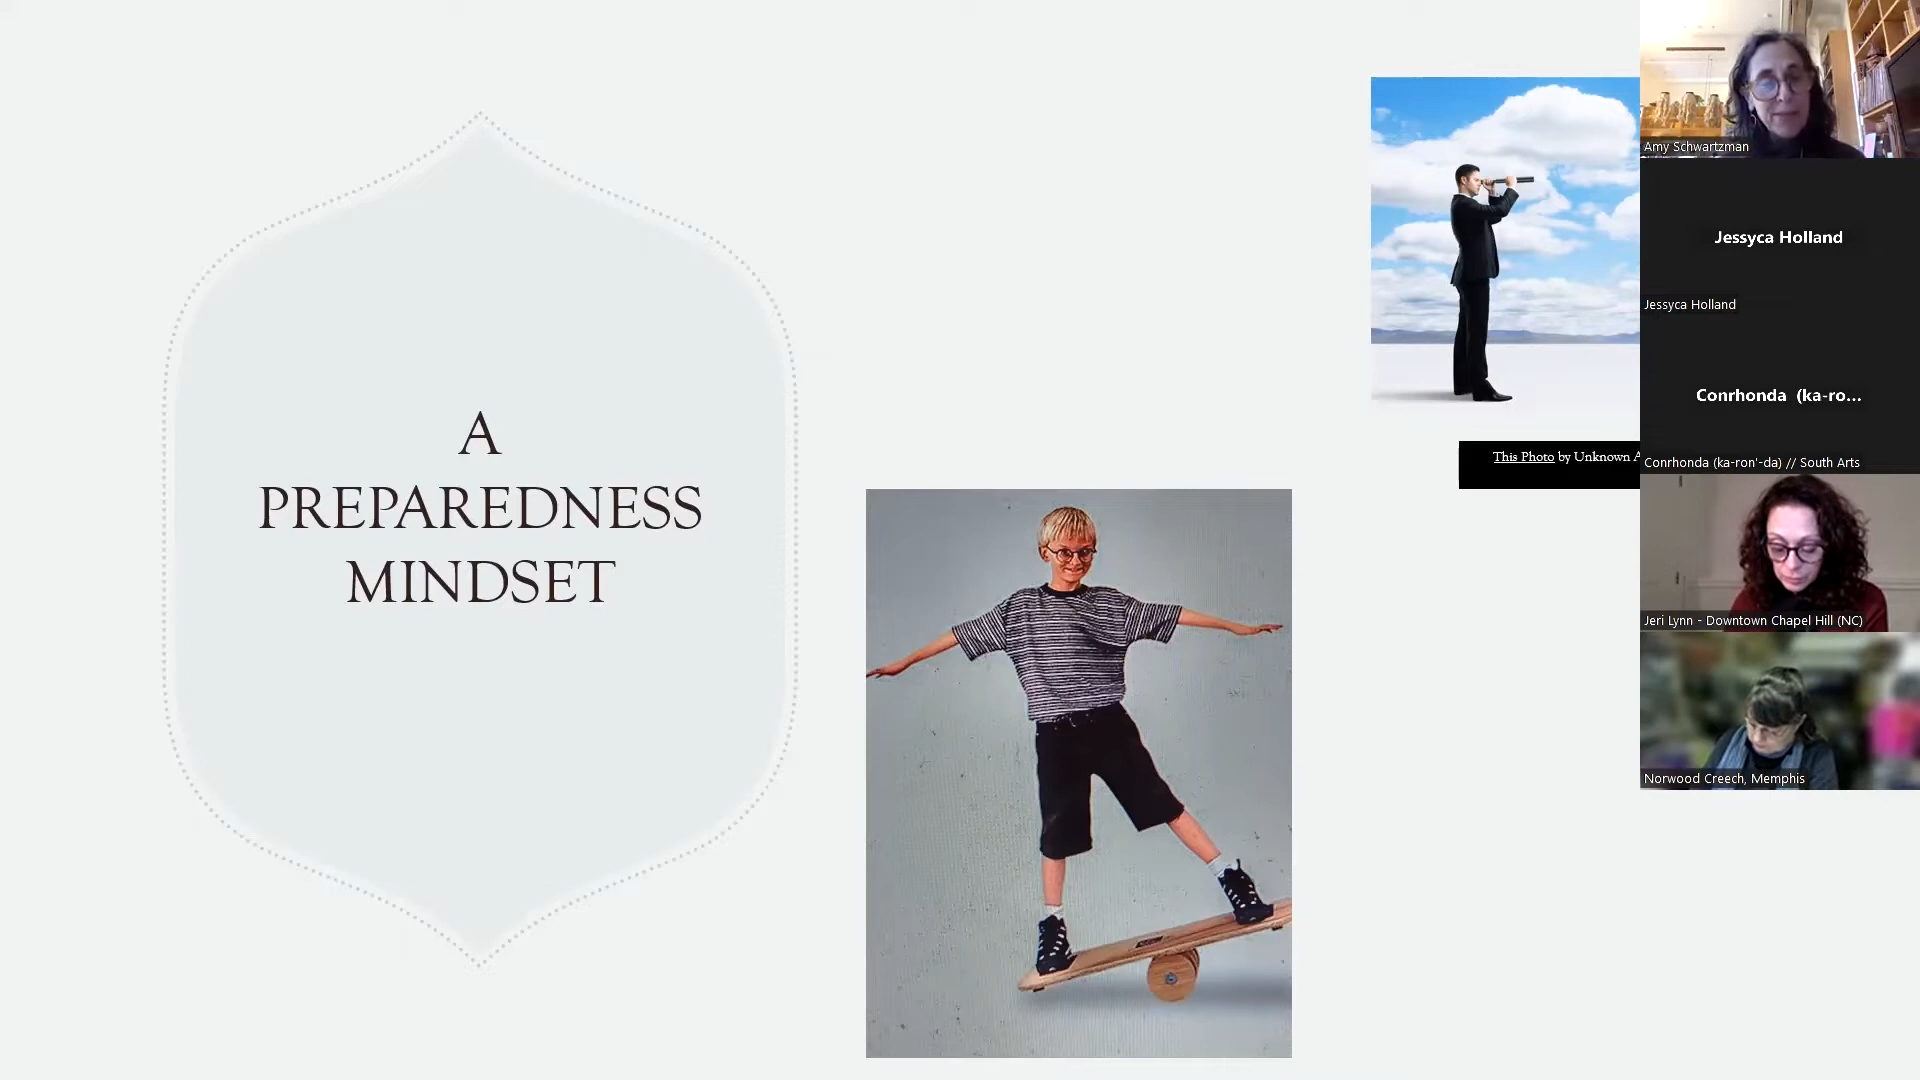 A
PREPAREDNESS
MINDSET
This Photo by Unknown A
Amy Schwartzman
Jessyca Holland
Jessyca Holland
Conrhonda (ka-ro...
Conrhonda (ka-ron'-da) // South Arts
Jeri Lynn - Downtown Chapel Hill (NC)
Norwood Creech, Memphis